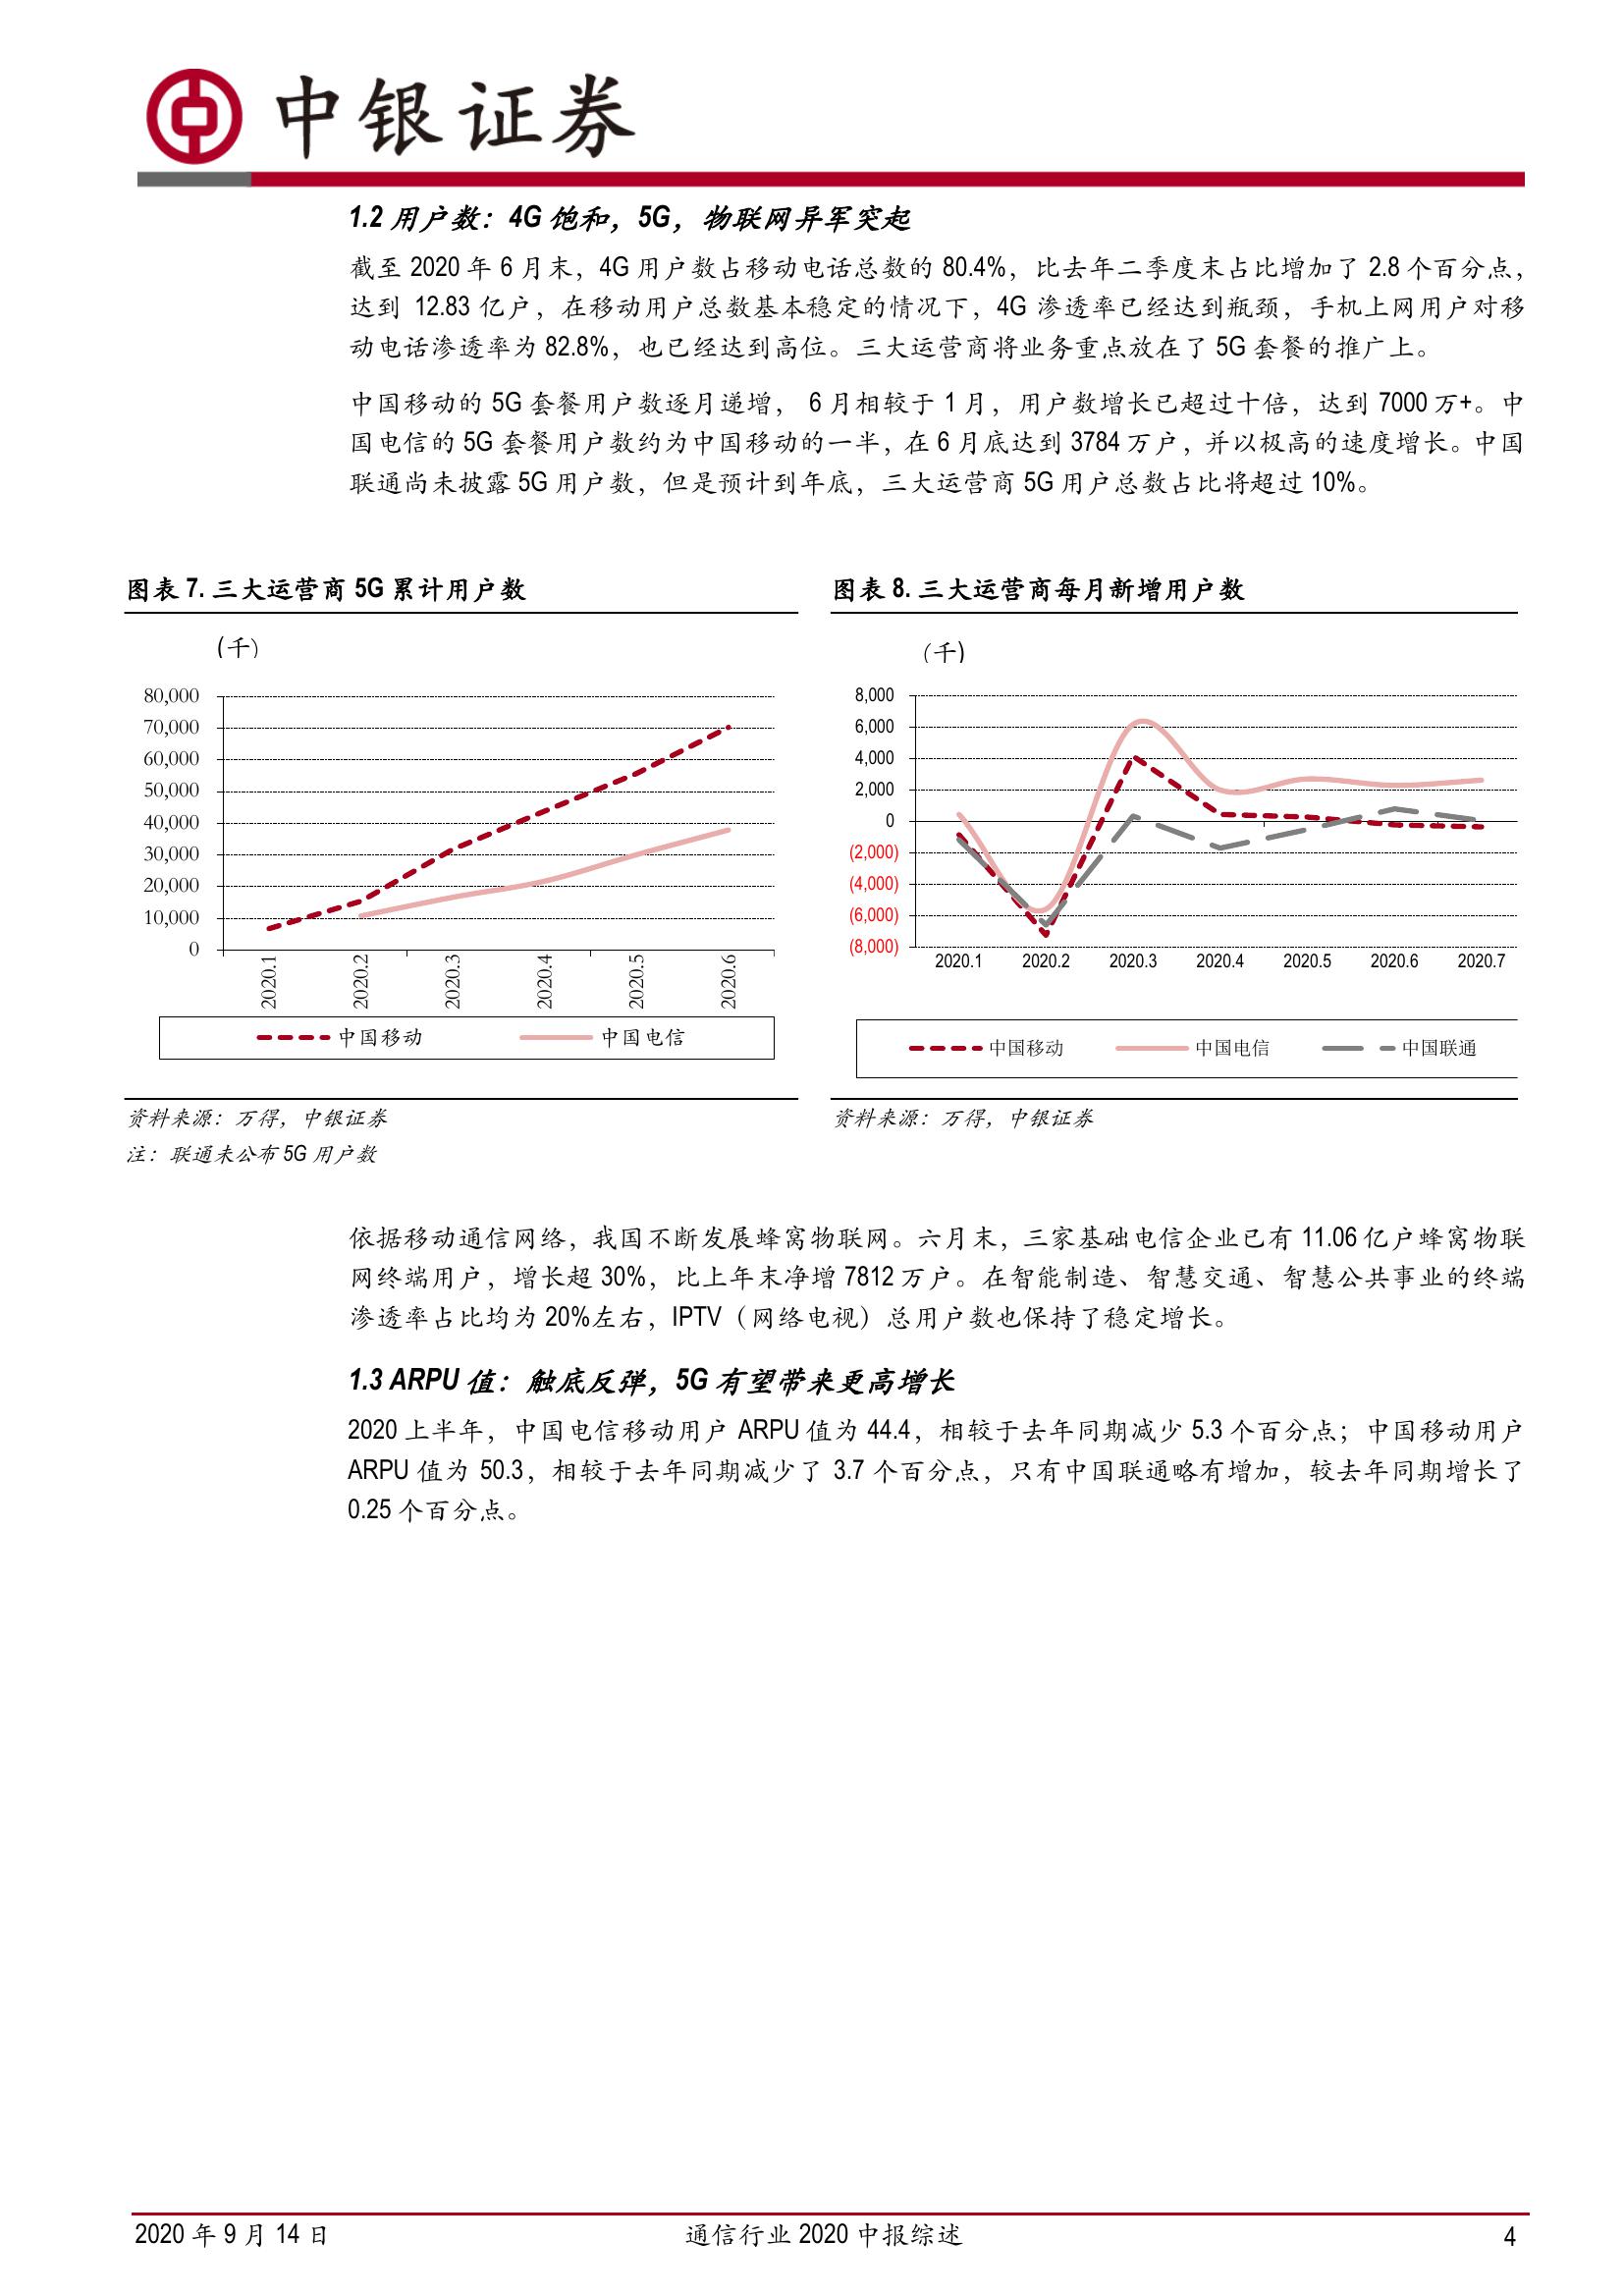 中银证券
1.2 用户数：4G 饱和，5G，物联网异军突起
截至 2020 年 6 月末，4G 用户数占移动电话总数的 80.4%，比去年二季度末占比增加了 2.8 个百分点，
达到 12.83 亿户，在移动用户总数基本稳定的情况下，4G 渗透率已经达到瓶颈，手机上网用户对移
动电话渗透率为 82.8%，也已经达到高位。三大运营商将业务重点放在了 5G 套餐的推广上。
中国移动的 5G 套餐用户数逐月递增， 6 月相较于 1 月，用户数增长已超过十倍，达到 7000 万+。中
国电信的 5G 套餐用户数约为中国移动的一半，在 6 月底达到 3784 万户，并以极高的速度增长。中国
联通尚未披露 5G 用户数，但是预计到年底，三大运营商 5G 用户总数占比将超过 10%。
图表 7. 三大运营商 5G 累计用户数
(千)
80,000
70,000
60,000
50,000
40,000
30,000
20,000
10,000
0
2020.1 2020.2 2020.3 2020.4 2020.5 2020.6
中国移动 中国电信
资料来源：万得，中银证券
注：联通未公布 5G 用户数
图表 8. 三大运营商每月新增用户数
(千)
8,000
6,000
4,000
2,000
0
(2,000)
(4,000)
(6,000)
(8,000)
2020.1 2020.2 2020.3 2020.4 2020.5 2020.6 2020.7
中国移动 中国电信 中国联通
资料来源：万得，中银证券
依据移动通信网络，我国不断发展蜂窝物联网。六月末，三家基础电信企业已有 11.06 亿户蜂窝物联
网终端用户，增长超 30%，比上年末净增 7812 万户。在智能制造、智慧交通、智慧公共事业的终端
渗透率占比均为 20%左右，IPTV（网络电视）总用户数也保持了稳定增长。
1.3 ARPU 值：触底反弹，5G 有望带来更高增长
2020 上半年，中国电信移动用户 ARPU 值为 44.4，相较于去年同期减少 5.3 个百分点；中国移动用户
ARPU 值为 50.3，相较于去年同期减少了 3.7 个百分点，只有中国联通略有增加，较去年同期增长了
0.25 个百分点。
2020 年 9 月 14 日 通信行业 2020 中报综述 4